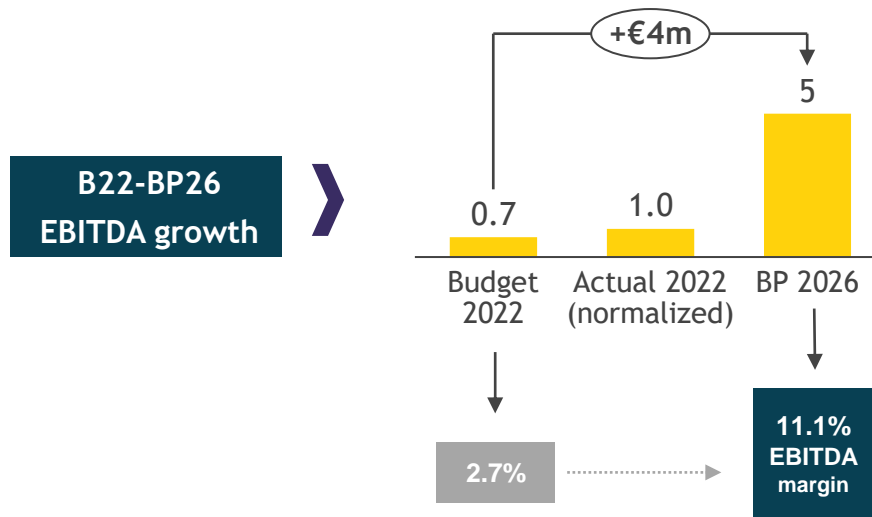 +€4m
B22-BP26
EBITDA growth
0.7
1.0
5
Budget
2022
Actual 2022
(normalized)
BP 2026
2.7%
11.1%
EBITDA
margin